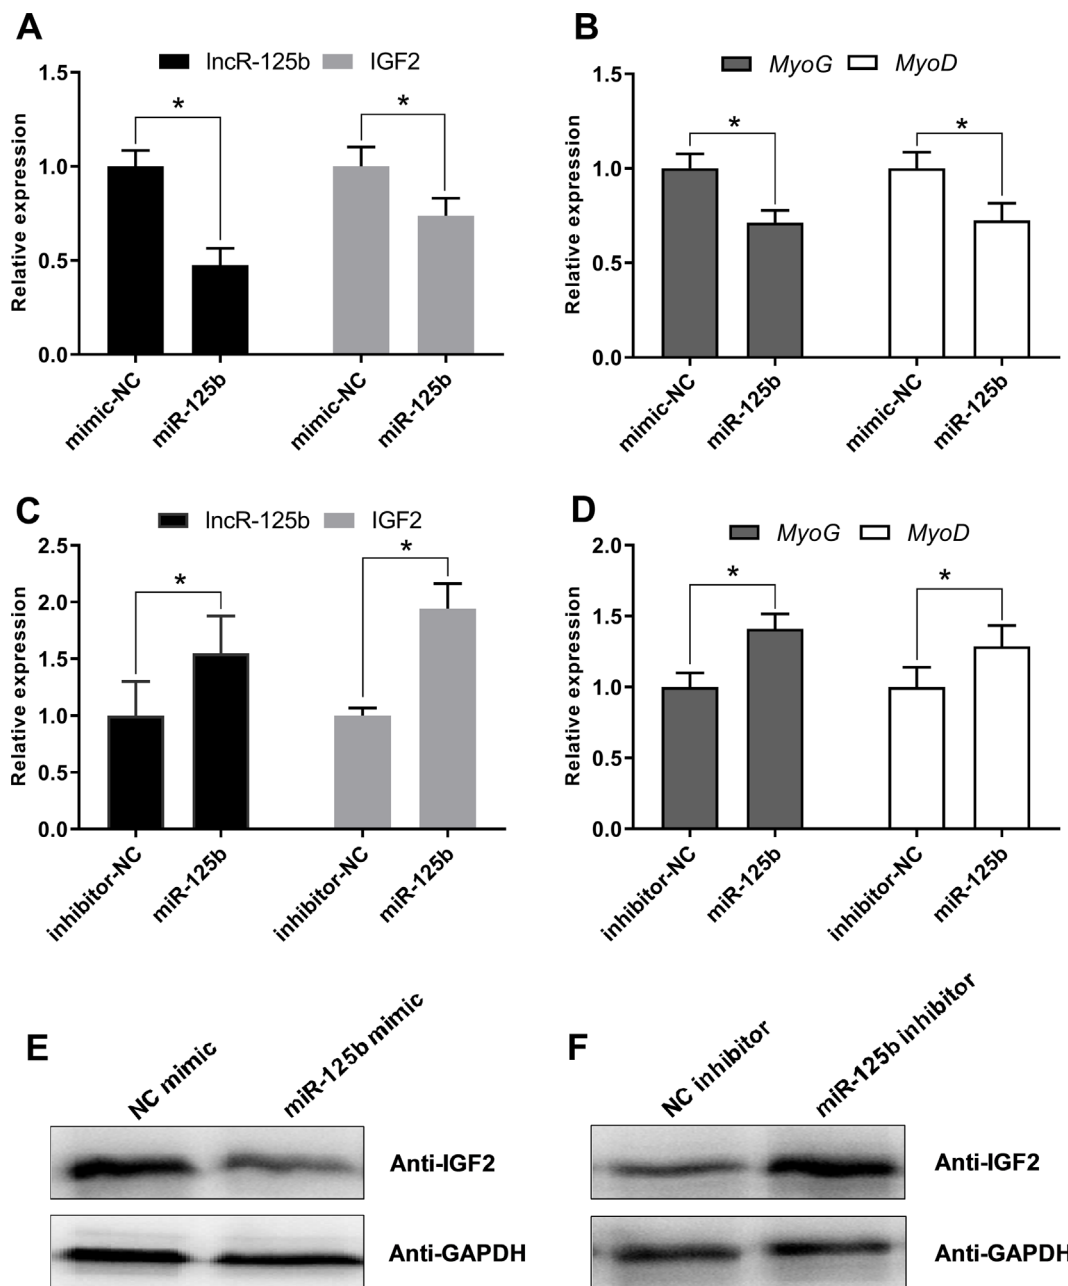 A
lncR-125b IGF2
Relative expression
1.5
1.0
0.5
0.0
* *
mimic-NC miR-125b mimic-NC miR-125b
B
MyoG MyoD
Relative expression
1.5
1.0
0.5
0.0
* *
mimic-NC miR-125b mimic-NC miR-125b
C
lncR-125b IGF2
Relative expression
2.5
2.0
1.5
1.0
0.5
0.0
* *
inhibitor-NC miR-125b inhibitor-NC miR-125b
D
MyoG MyoD
Relative expression
2.0
1.5
1.0
0.5
0.0
* *
inhibitor-NC miR-125b inhibitor-NC miR-125b
E
NC mimic miR-125b mimic
Anti-IGF2
Anti-GAPDH
F
NC inhibitor miR-125b inhibitor
Anti-IGF2
Anti-GAPDH